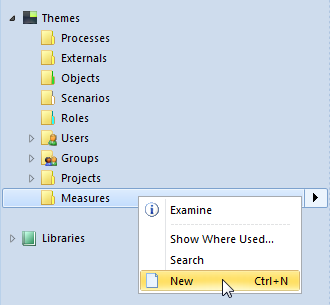 Themes
Processes
Externals
Objects
Scenarios
Roles
Users
Groups
Projects
Measures
Examine
Libraries
Show Where Used...
Search
New Ctrl+N